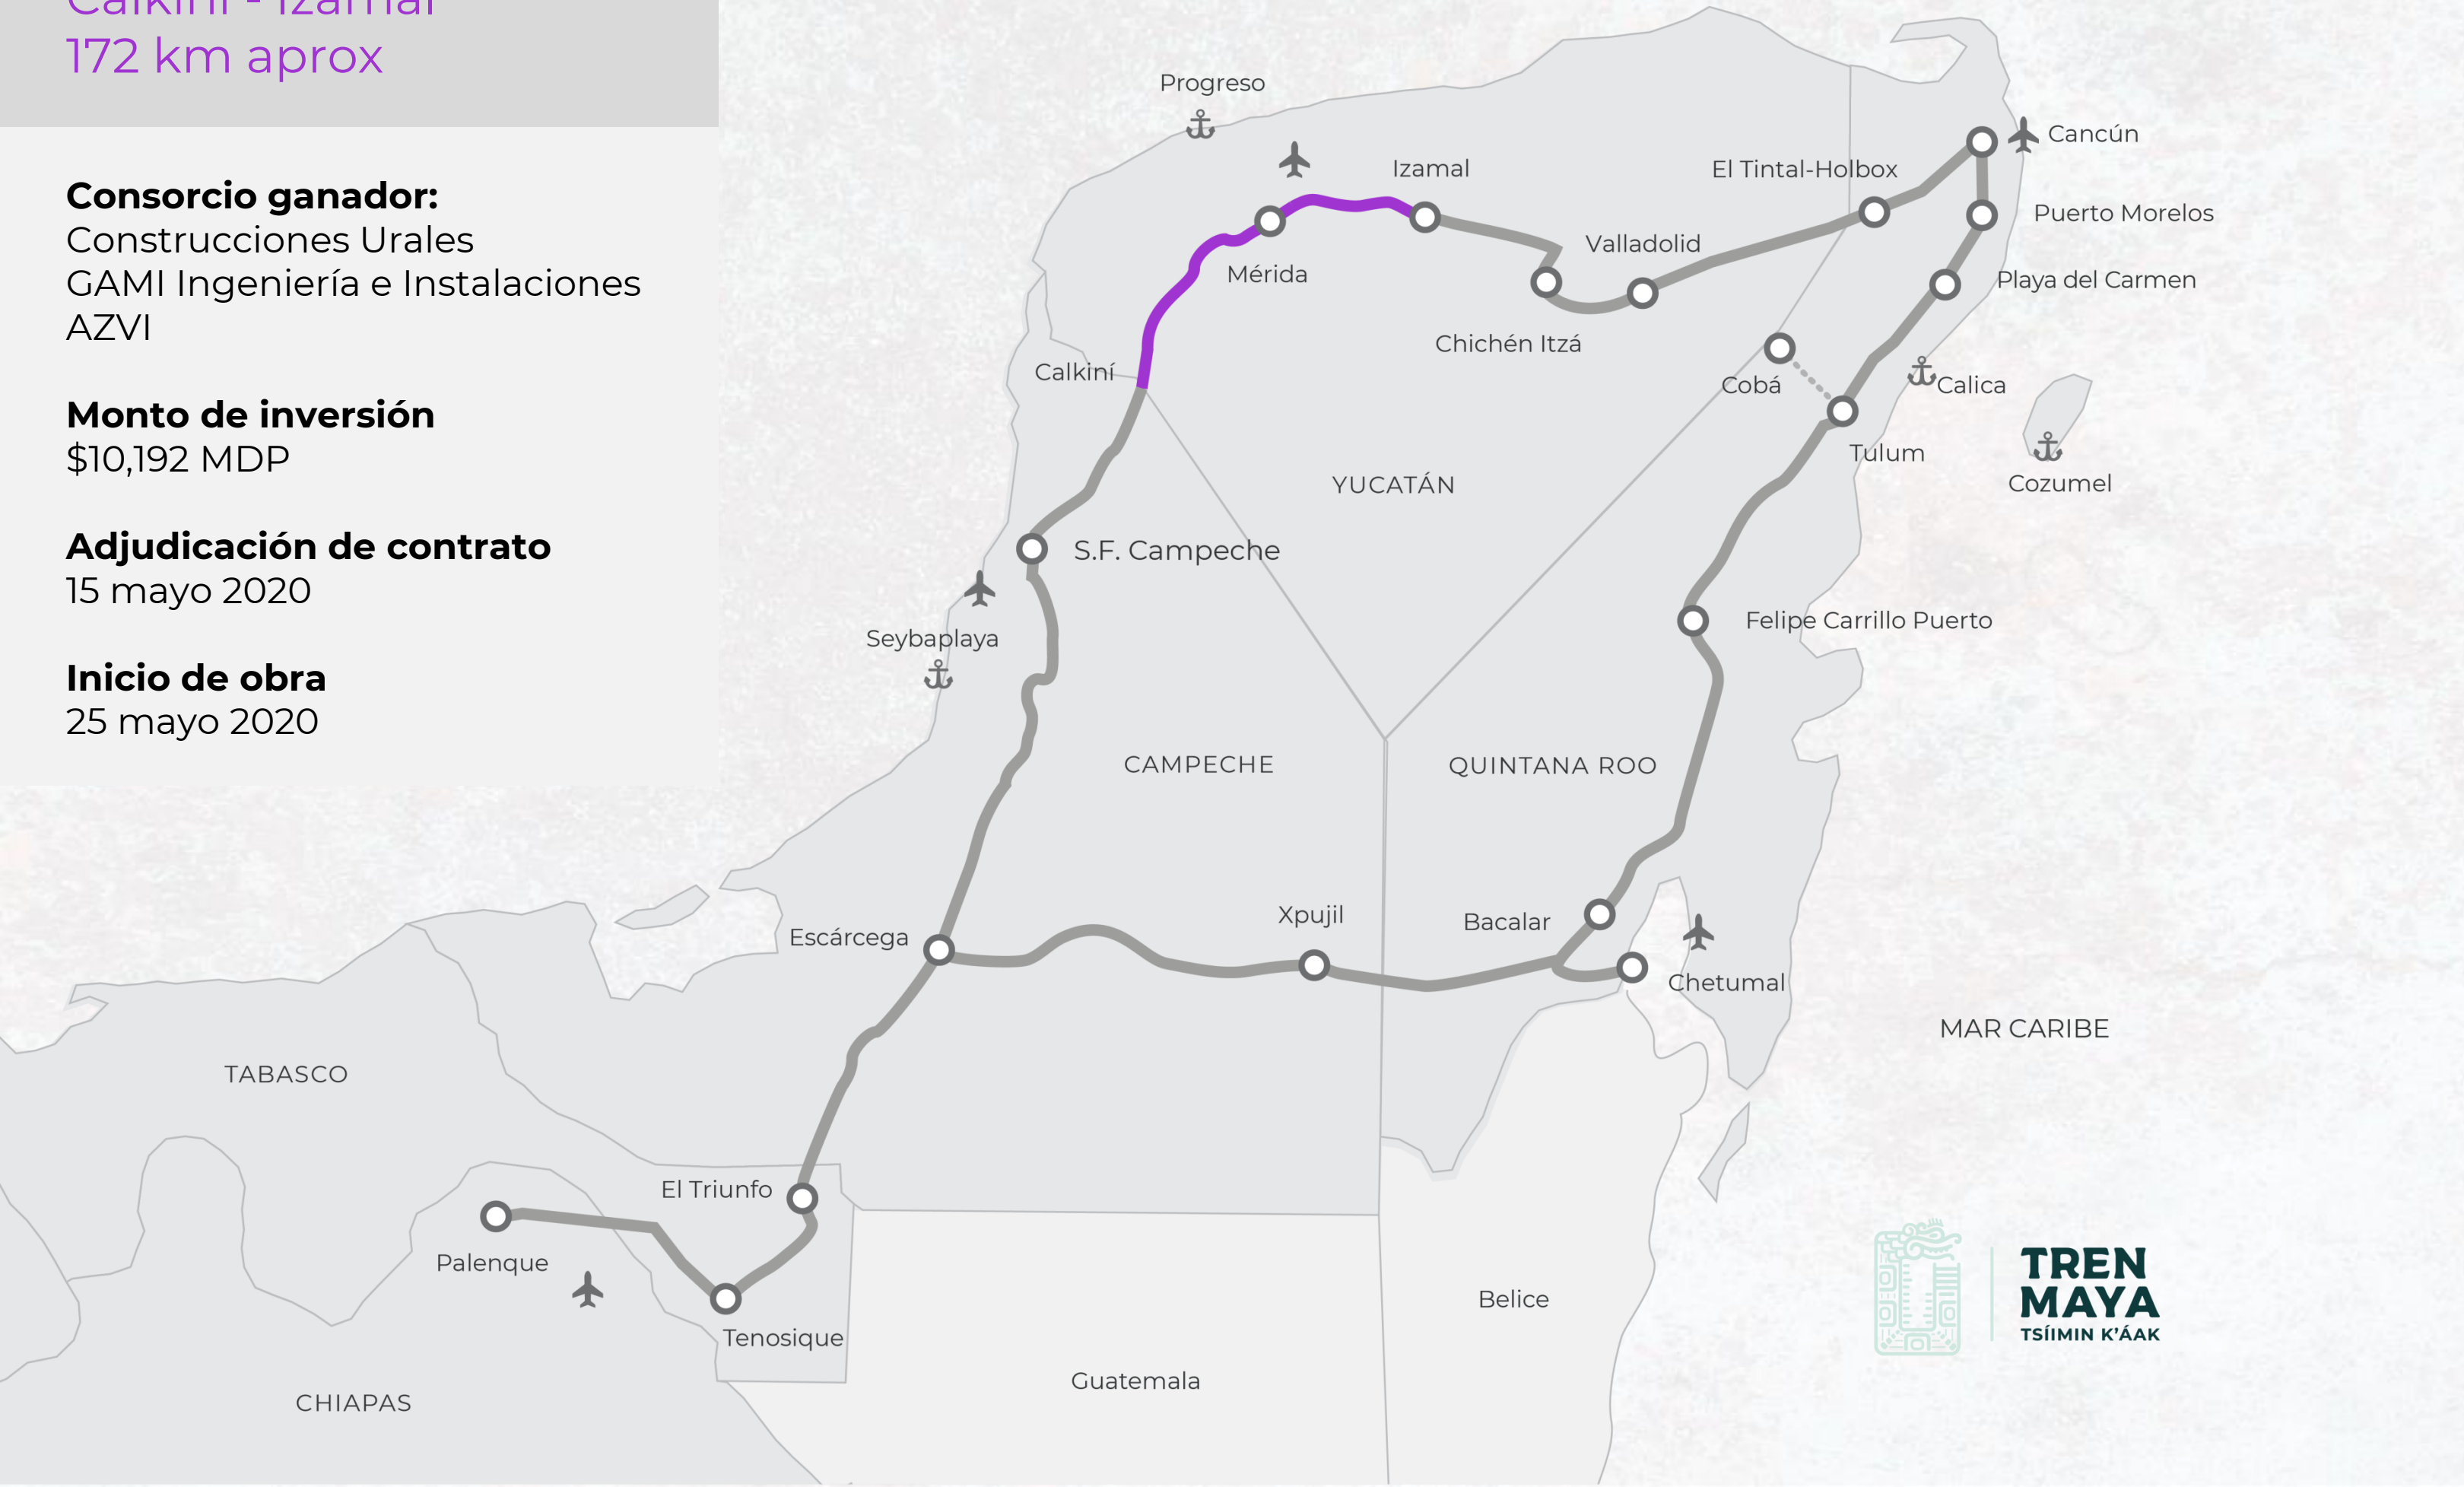 Calkiní - Izamal
172 km aprox
Consorcio ganador:
Construcciones Urales
GAMI Ingeniería e Instalaciones
AZVI
Monto de inversión
$10,192 MDP
Adjudicación de contrato
15 mayo 2020
Inicio de obra
25 mayo 2020
Progreso
Cancún
Izamal
El Tintal-Holbox
Puerto Morelos
Valladolid
Mérida
Playa del Carmen
Chichén Itzá
Calkiní
Cobá
Calica
Tulum
YUCATÁN
Cozumel
S.F. Campeche
Felipe Carrillo Puerto
Seybaplaya
CAMPECHE
QUINTANA ROO
Xpujil
Bacalar
Escárcega
Chetumal
MAR CARIBE
TABASCO
El Triunfo
Palenque
Belice
Tenosique
Guatemala
CHIAPAS
TREN
MAYA
TSÍIMIN K'ÁAK